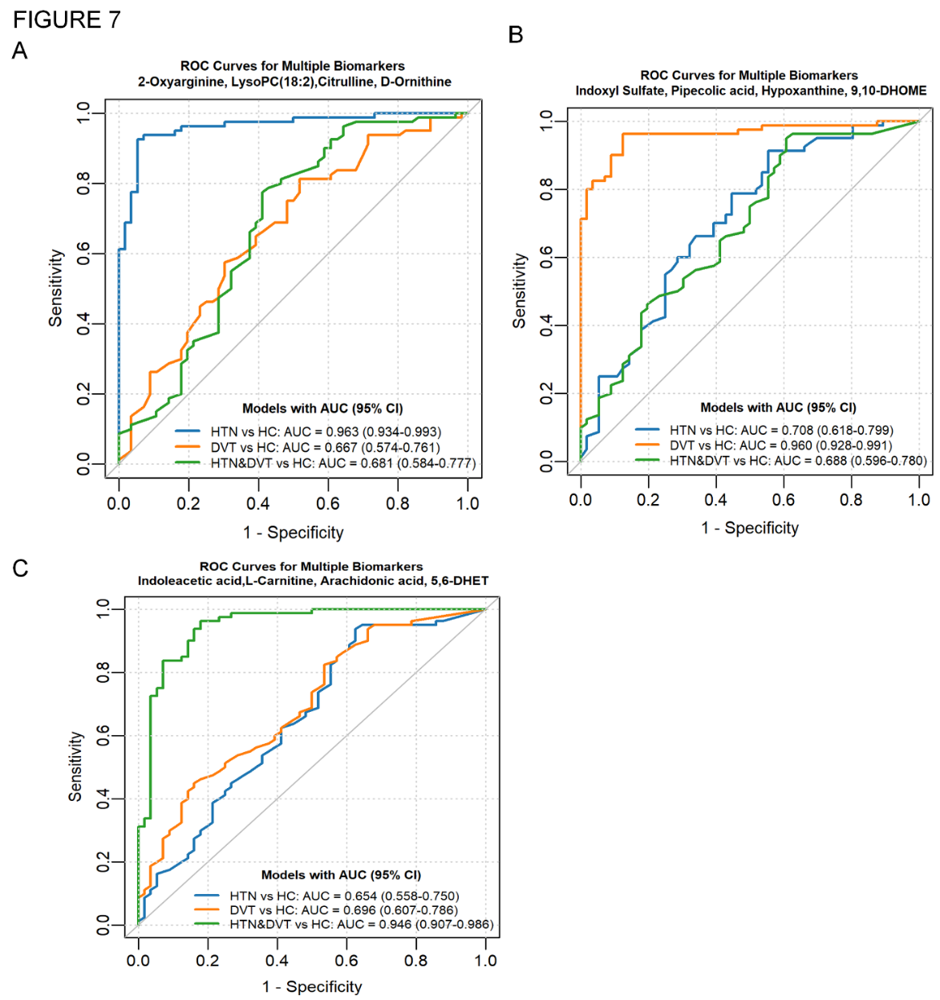 FIGURE 7
A
ROC Curves for Multiple Biomarkers
2-Oxyarginine, LysoPC(18:2),Citrulline, D-Ornithine
1.0
0.8
0.6
0.4
0.2
0.0
Sensitivity
Models with AUC (95% CI)
HTN vs HC: AUC = 0.963 (0.934-0.993)
DVT vs HC: AUC = 0.667 (0.574-0.761)
HTN&DVT vs HC: AUC = 0.681 (0.584-0.777)
0.0 0.2 0.4 0.6 0.8 1.0
1 - Specificity
B
ROC Curves for Multiple Biomarkers
Indoxyl Sulfate, Pipecolic acid, Hypoxanthine, 9,10-DHOME
1.0
0.8
0.6
0.4
0.2
0.0
Sensitivity
Models with AUC (95% CI)
HTN vs HC: AUC = 0.708 (0.618-0.799)
DVT vs HC: AUC = 0.960 (0.928-0.991)
HTN&DVT vs HC: AUC = 0.688 (0.596-0.780)
0.0 0.2 0.4 0.6 0.8 1.0
1 - Specificity
C
ROC Curves for Multiple Biomarkers
Indoleacetic acid,L-Carnitine, Arachidonic acid, 5,6-DHET
1.0
0.8
0.6
0.4
0.2
0.0
Sensitivity
Models with AUC (95% CI)
HTN vs HC: AUC = 0.654 (0.558-0.750)
DVT vs HC: AUC = 0.696 (0.607-0.786)
HTN&DVT vs HC: AUC = 0.946 (0.907-0.986)
0.0 0.2 0.4 0.6 0.8 1.0
1 - Specificity